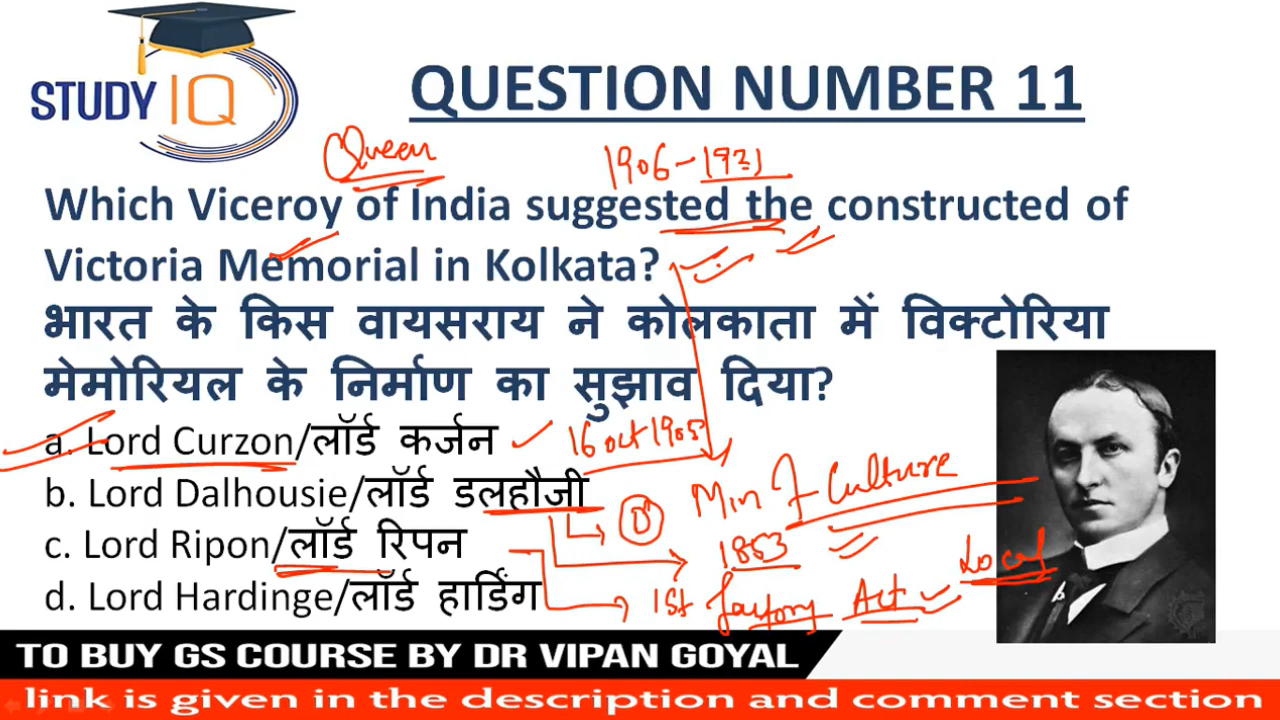 STUDY IQ
QUESTION NUMBER 11
Queen
1906-1921
Which Viceroy of India suggested the constructed of
Victoria Memorial in Kolkata?
भारत के किस वायसराय ने कोलकाता में विक्टोरिया
मेमोरियल के निर्माण का सुझाव दिया?
a. Lord Curzon/लॉर्ड कर्जन
16 Oct 1905
b. Lord Dalhousie/लॉर्ड डलहौजी
Min of Culture
c. Lord Ripon/लॉर्ड रिपन
1853
Local
d. Lord Hardinge/लॉर्ड हार्डिंग
1st Factory Act
TO BUY GS COURSE BY DR VIPAN GOYAL
link is given in the description and comment section